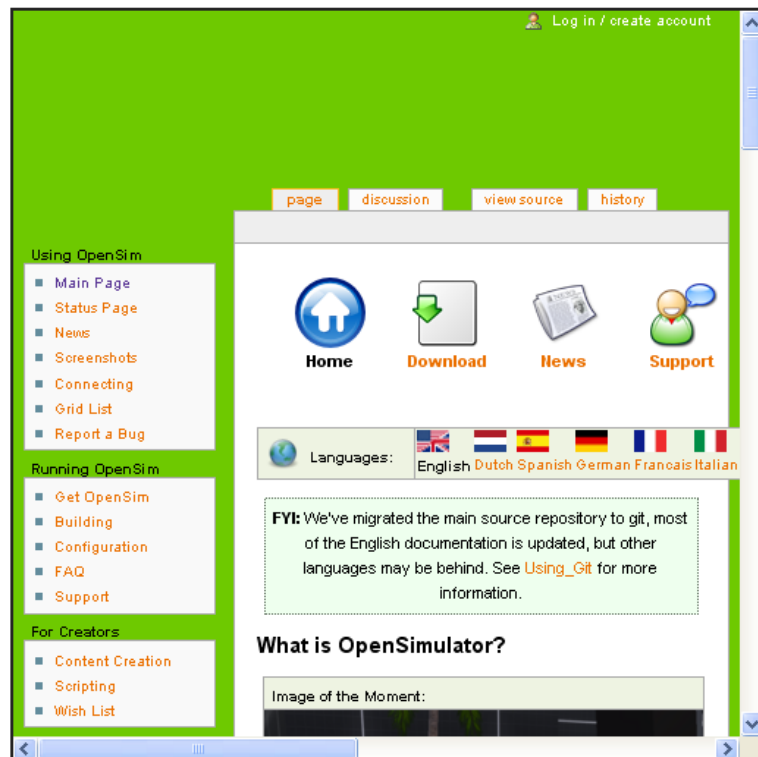 Log in / create account
page discussion view source history
Using OpenSim
Main Page
Status Page
News
Screenshots
Connecting
Grid List
Report a Bug
Running OpenSim
Get OpenSim
Building
Configuration
FAQ
Support
For Creators
Content Creation
Scripting
Wish List
Home Download News Support
Languages: English Dutch Spanish German Francais Italian
FYI: We've migrated the main source repository to git, most
of the English documentation is updated, but other
languages may be behind. See Using_Git for more
information.
What is OpenSimulator?
Image of the Moment: